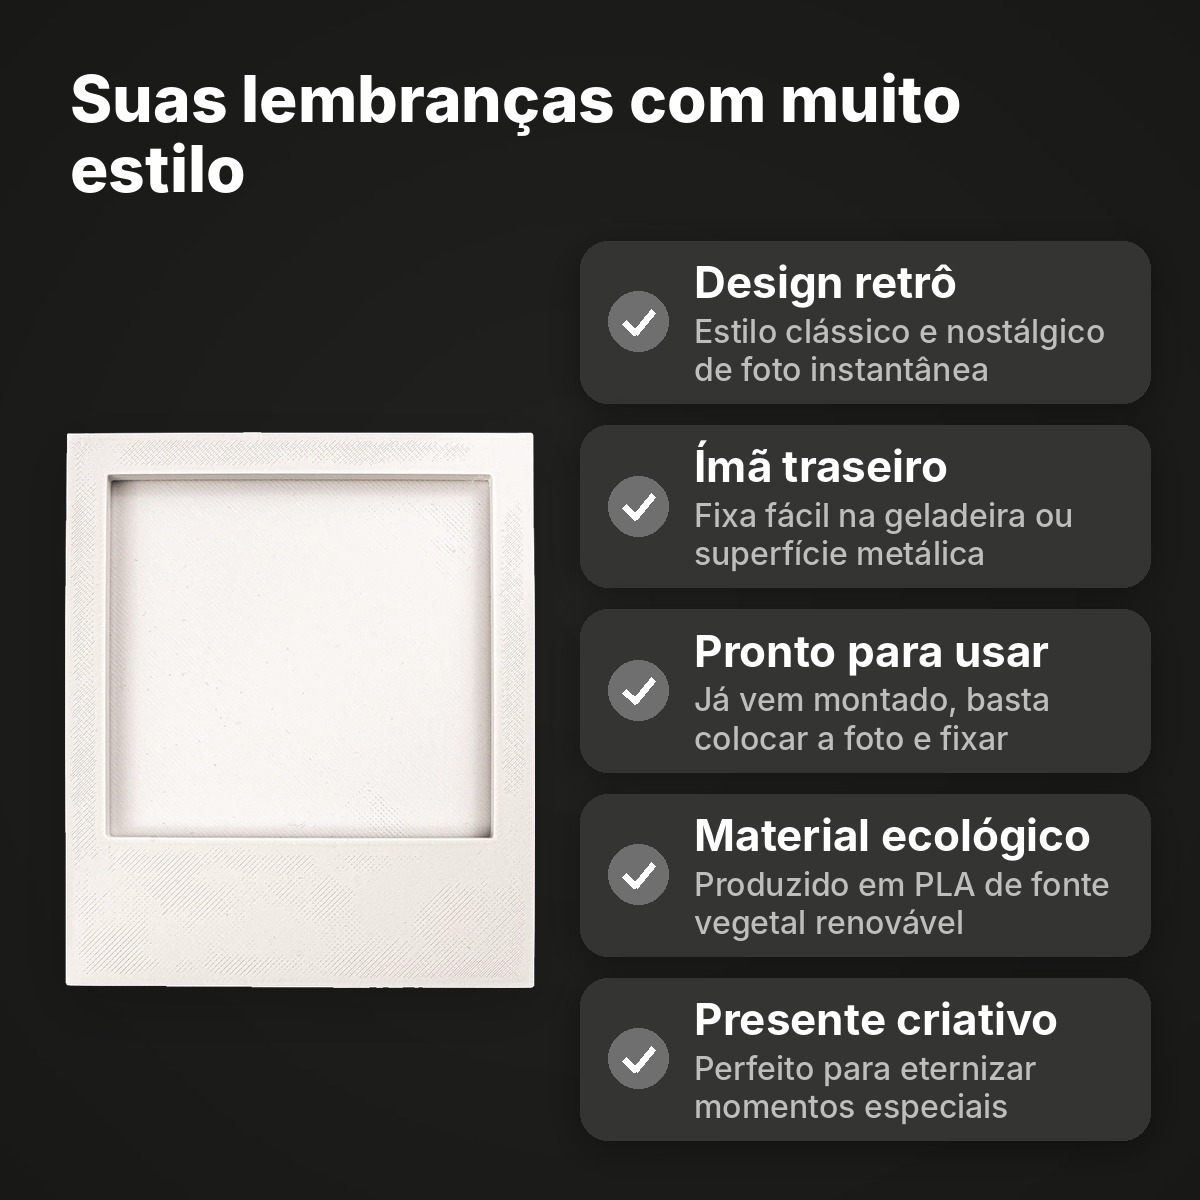 Suas lembranças com muito
estilo
Design retrô
Estilo clássico e nostálgico
de foto instantânea
Ímã traseiro
Fixa fácil na geladeira ou
superfície metálica
Pronto para usar
Já vem montado, basta
colocar a foto e fixar
Material ecológico
Produzido em PLA de fonte
vegetal renovável
Presente criativo
Perfeito para eternizar
momentos especiais